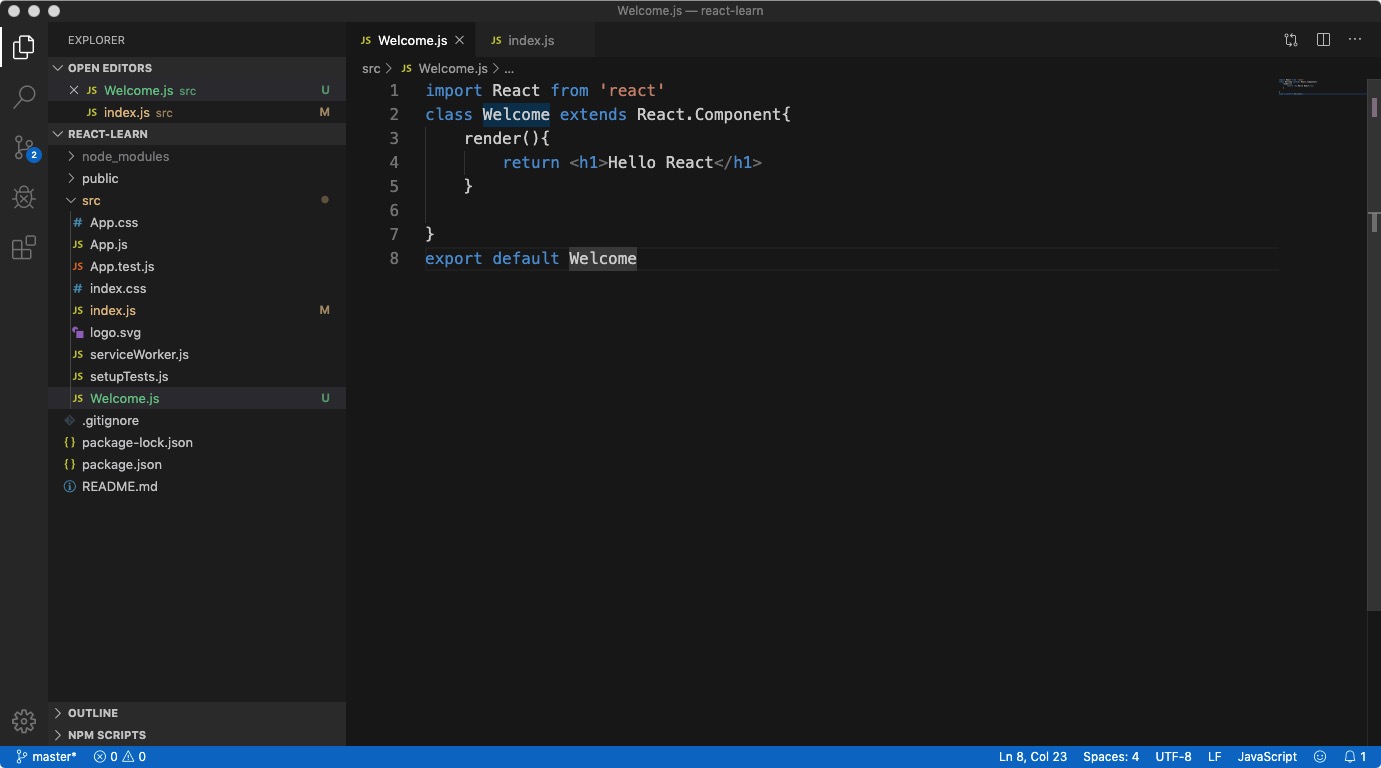 Welcome.js — react-learn
EXPLORER
OPEN EDITORS
JS Welcome.js src U
JS index.js src M
REACT-LEARN
node_modules
public
src
# App.css
JS App.js
JS App.test.js
# index.css
JS index.js M
logo.svg
JS serviceWorker.js
JS setupTests.js
JS Welcome.js U
.gitignore
{} package-lock.json
{} package.json
README.md
OUTLINE
NPM SCRIPTS
2
JS Welcome.js JS index.js
src > JS Welcome.js > ...
1 import React from 'react'
2 class Welcome extends React.Component{
3 render(){
4 return <h1>Hello React</h1>
5 }
6
7 }
8 export default Welcome
master* 0 0 Ln 8, Col 23 Spaces: 4 UTF-8 LF JavaScript 1